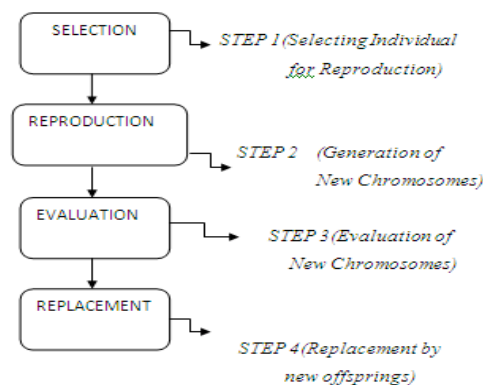 SELECTION
STEP 1(Selecting Individual
for Reproduction)
REPRODUCTION
STEP 2 (Generation of
New Chromosomes)
EVALUATION
STEP 3(Evaluation of
New Chromosomes)
REPLACEMENT
STEP 4(Replacement by
new offsprings)